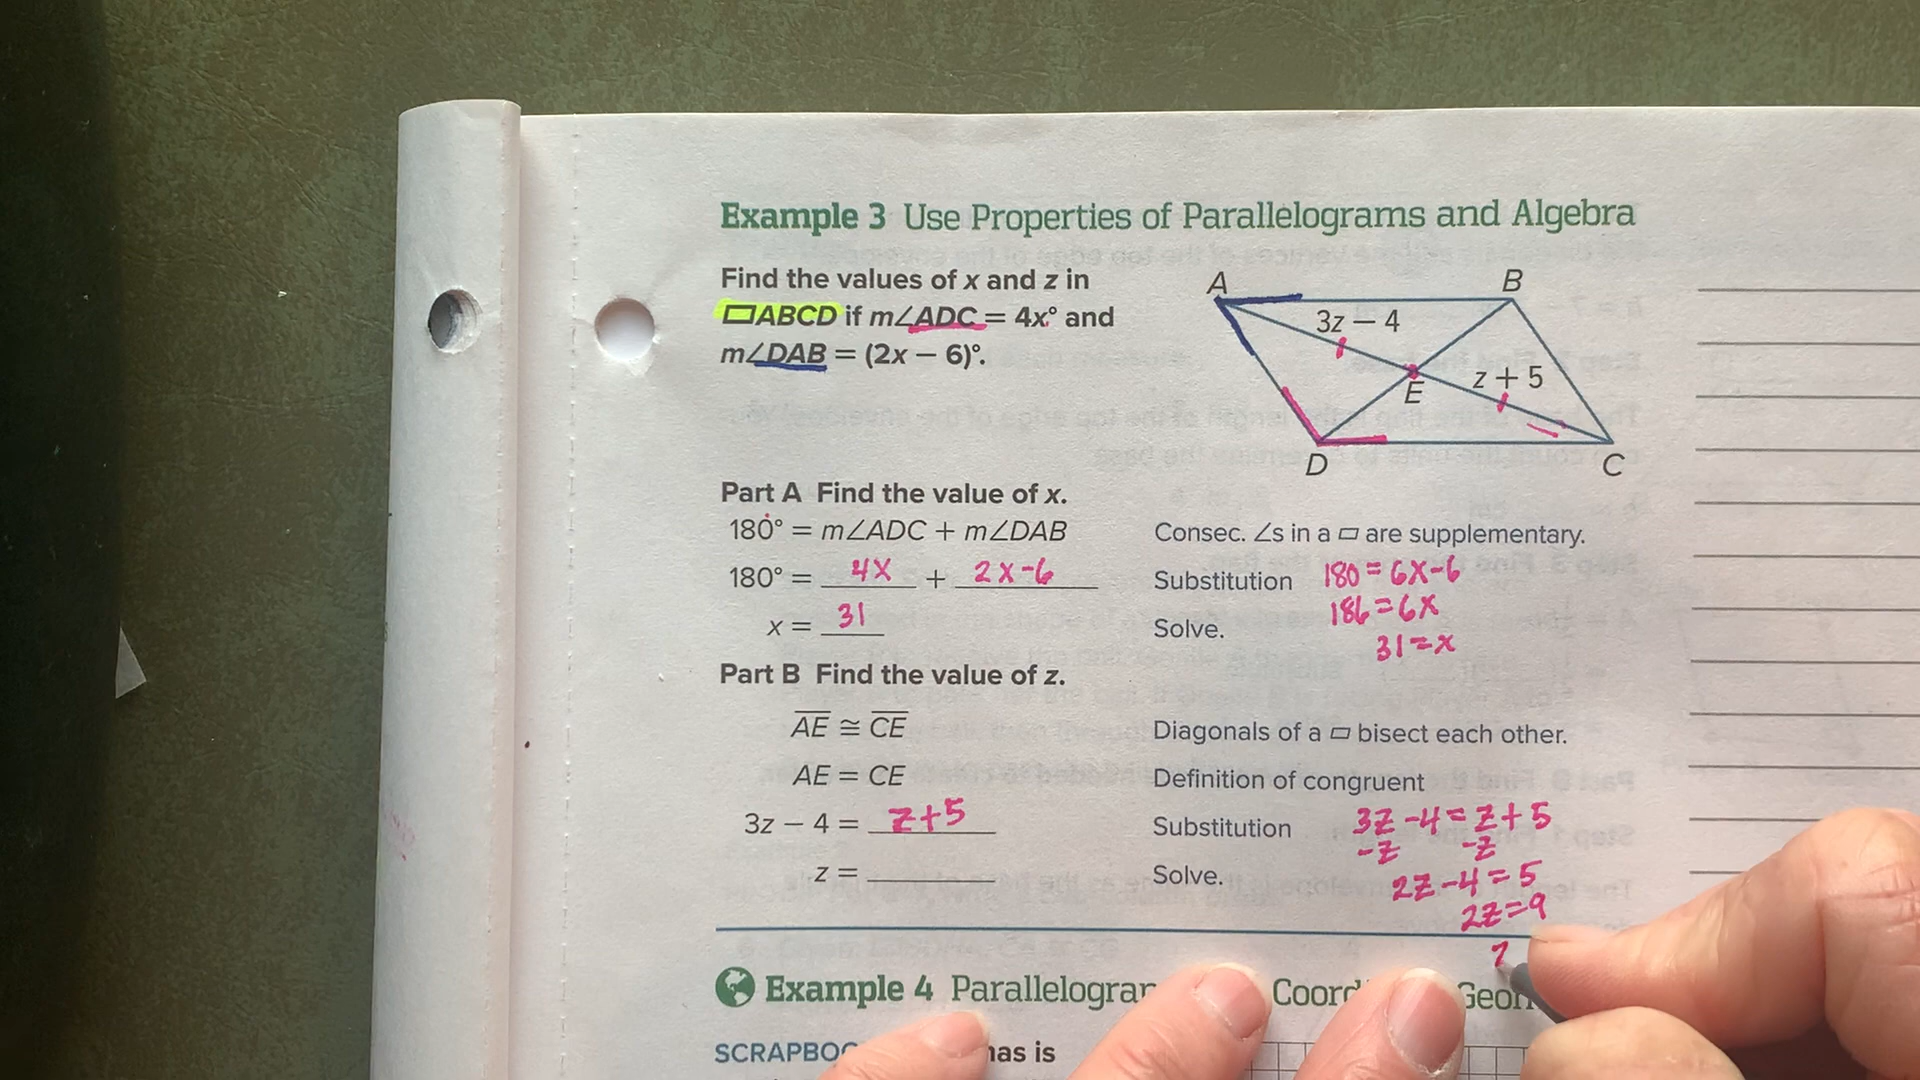 Example 3 Use Properties of Parallelograms and Algebra
Find the values of x and z in
▱ABCD if m∠ADC = 4x° and
m∠DAB = (2x – 6)°.
A
B
3z – 4
z + 5
E
D
C
Part A Find the value of x.
180° = m∠ADC + m∠DAB
Consec. ∠s in a ▱ are supplementary.
180° = 4x + 2x-6
Substitution 180 = 6x-6
186 = 6x
x = 31
Solve.
31 = x
Part B Find the value of z.
AE ≅ CE
Diagonals of a ▱ bisect each other.
AE = CE
Definition of congruent
3z – 4 = z+5
Substitution 3z-4 = z+5
-z -z
z =
Solve. 2z-4 = 5
2z = 9
Example 4
SCRAPBO
has is